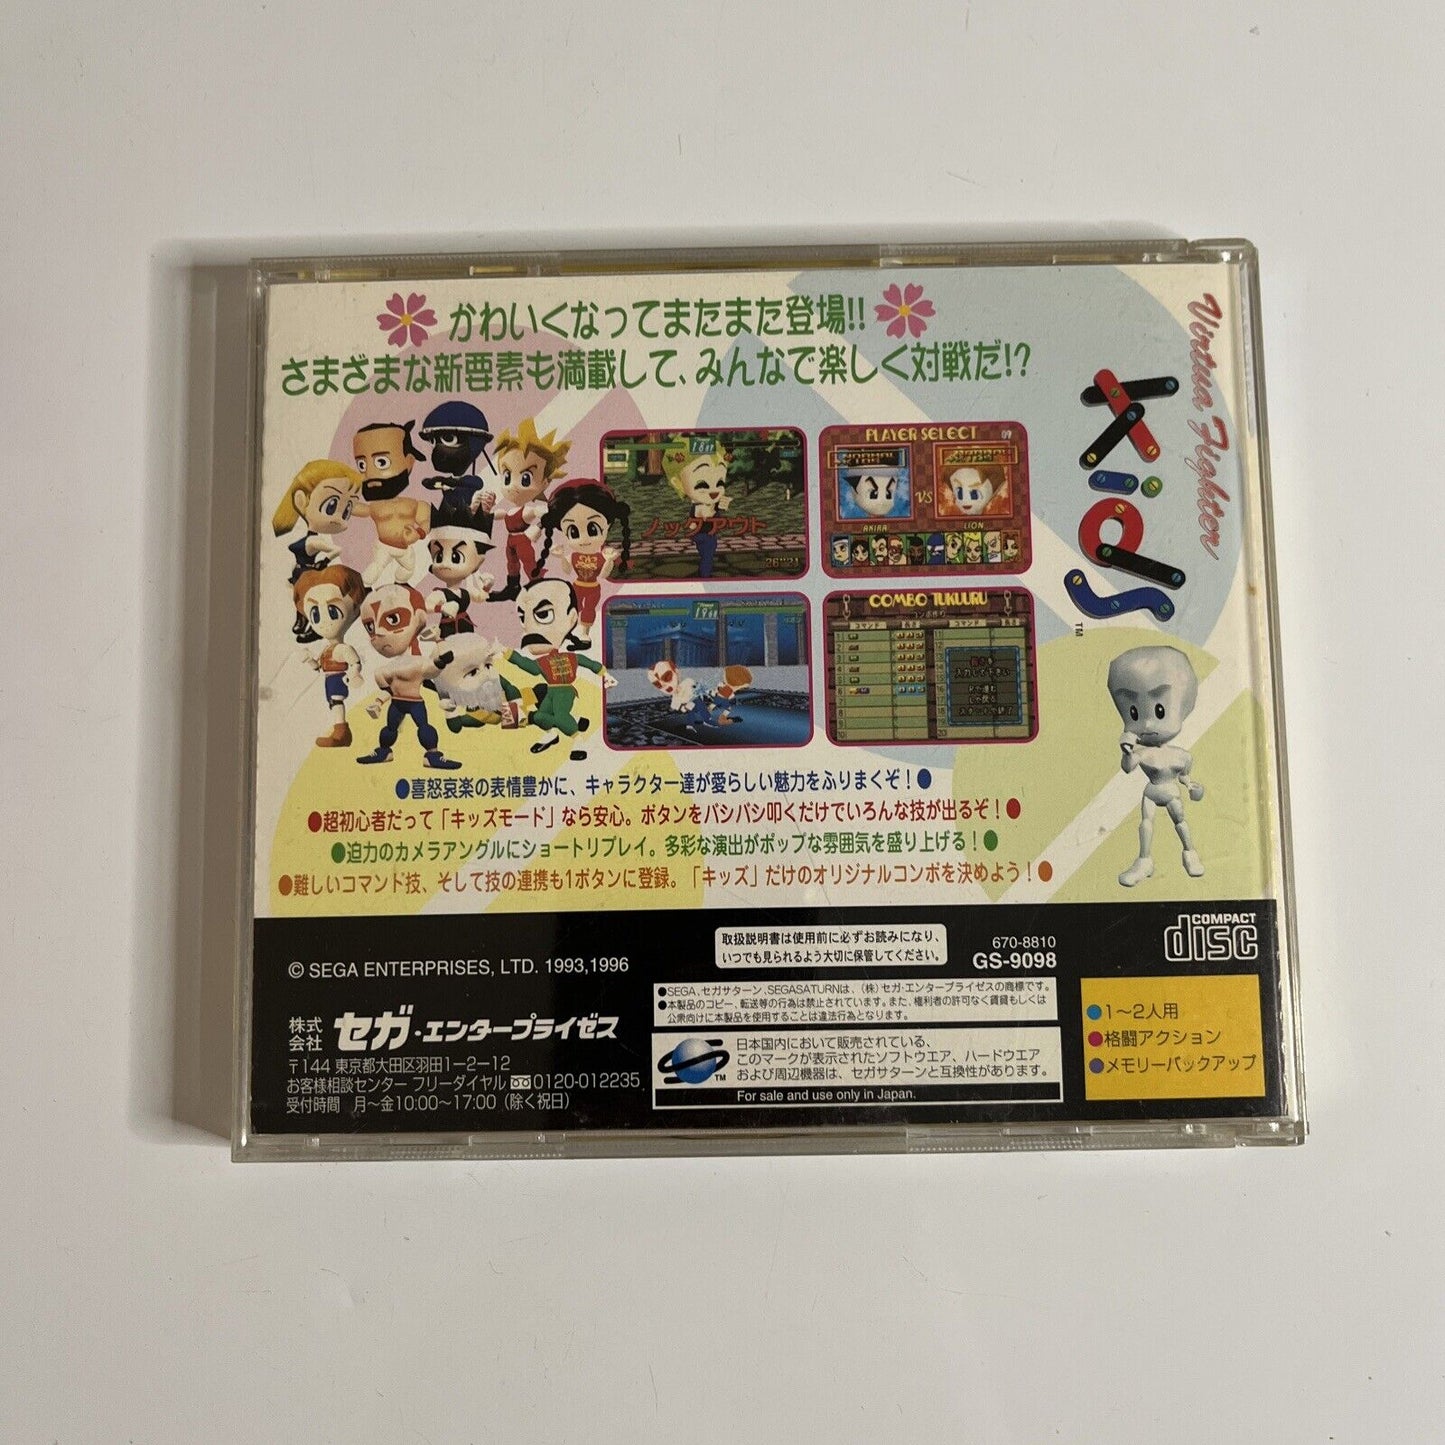 かわいくなってまたまた登場!!
さまざまな新要素も満載して、みんなで楽しく対戦だ!?
Virtua Fighter
Kids
TM
ノックアウト
PLAYER SELECT
09
VS
AKIRA
LION
COMBO TUKUURU
コマンド
コマンド
入力して下さい
●喜怒哀楽の表情豊かに、キャラクター達が愛らしい魅力をふりまくぞ!●
●超初心者だって「キッズモード」なら安心。ボタンをバシバシ叩くだけでいろんな技が出るぞ!●
●迫力のカメラアングルにショートリプレイ。多彩な演出がポップな雰囲気を盛り上げる!●
●難しいコマンド技、そして技の連携も1ボタンに登録。「キッズ」だけのオリジナルコンボを決めよう!●
© SEGA ENTERPRISES, LTD. 1993,1996
取扱説明書は使用前に必ずお読みになり、
いつでも見られるよう大切に保管してください。
670-8810
GS-9098
COMPACT
disc
株式会社 セガ・エンタープライゼス
〒144 東京都大田区羽田1-2-12
お客様相談センター フリーダイヤル 0120-012235
受付時間 月~金10:00~17:00(除く祝日)
●SEGA、セガサターン、SEGASATURNは、(株)セガ・エンタープライゼスの商標です。
●本製品のコピー、転送等の行為は禁止されています。また、権利者の許可なく賃貸もしくは
公衆向けに本製品を使用することは違法行為となります。
日本国内において販売されている、
このマークが表示されたソフトウエア、ハードウエア
および周辺機器は、セガサターンと互換性があります。
TM
For sale and use only in Japan.
●1~2人用
●格闘アクション
●メモリーバックアップ